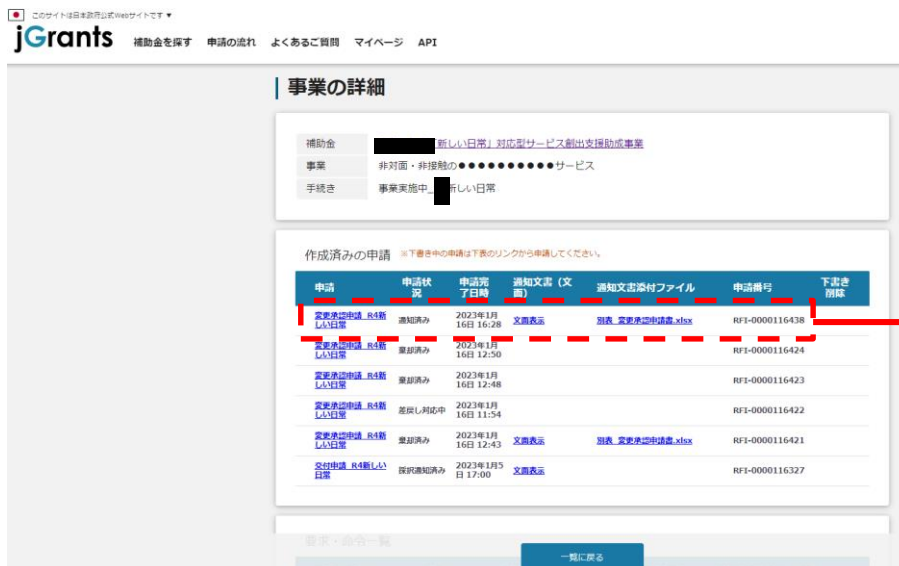 このサイトは日本政府公式Webサイトです ▼
jGrants 補助金を探す 申請の流れ よくあるご質問 マイページ API
事業の詳細
補助金 「新しい日常」対応型サービス創出支援助成事業
事業 非対面・非接触の●●●●●●●●●●サービス
手続き 事業実施中_ 新しい日常
作成済みの申請 ※下書き中の申請は下表のリンクから申請してください。
申請 申請状況 申請完了日時 通知文書（文面） 通知文書添付ファイル 申請番号 下書き削除
変更承認申請_R4新しい日常 通知済み 2023年1月16日 16:28 文面表示 別表_変更承認申請書.xlsx RFI-0000116438
変更承認申請_R4新しい日常 棄却済み 2023年1月16日 12:50 RFI-0000116424
変更承認申請_R4新しい日常 棄却済み 2023年1月16日 12:48 RFI-0000116423
変更承認申請_R4新しい日常 差戻し対応中 2023年1月16日 11:54 RFI-0000116422
変更承認申請_R4新しい日常 棄却済み 2023年1月16日 12:43 文面表示 別表_変更承認申請書.xlsx RFI-0000116421
交付申請_R4新しい日常 採択通知済み 2023年1月5日 17:00 文面表示 RFI-0000116327
要求・命令一覧
一覧に戻る